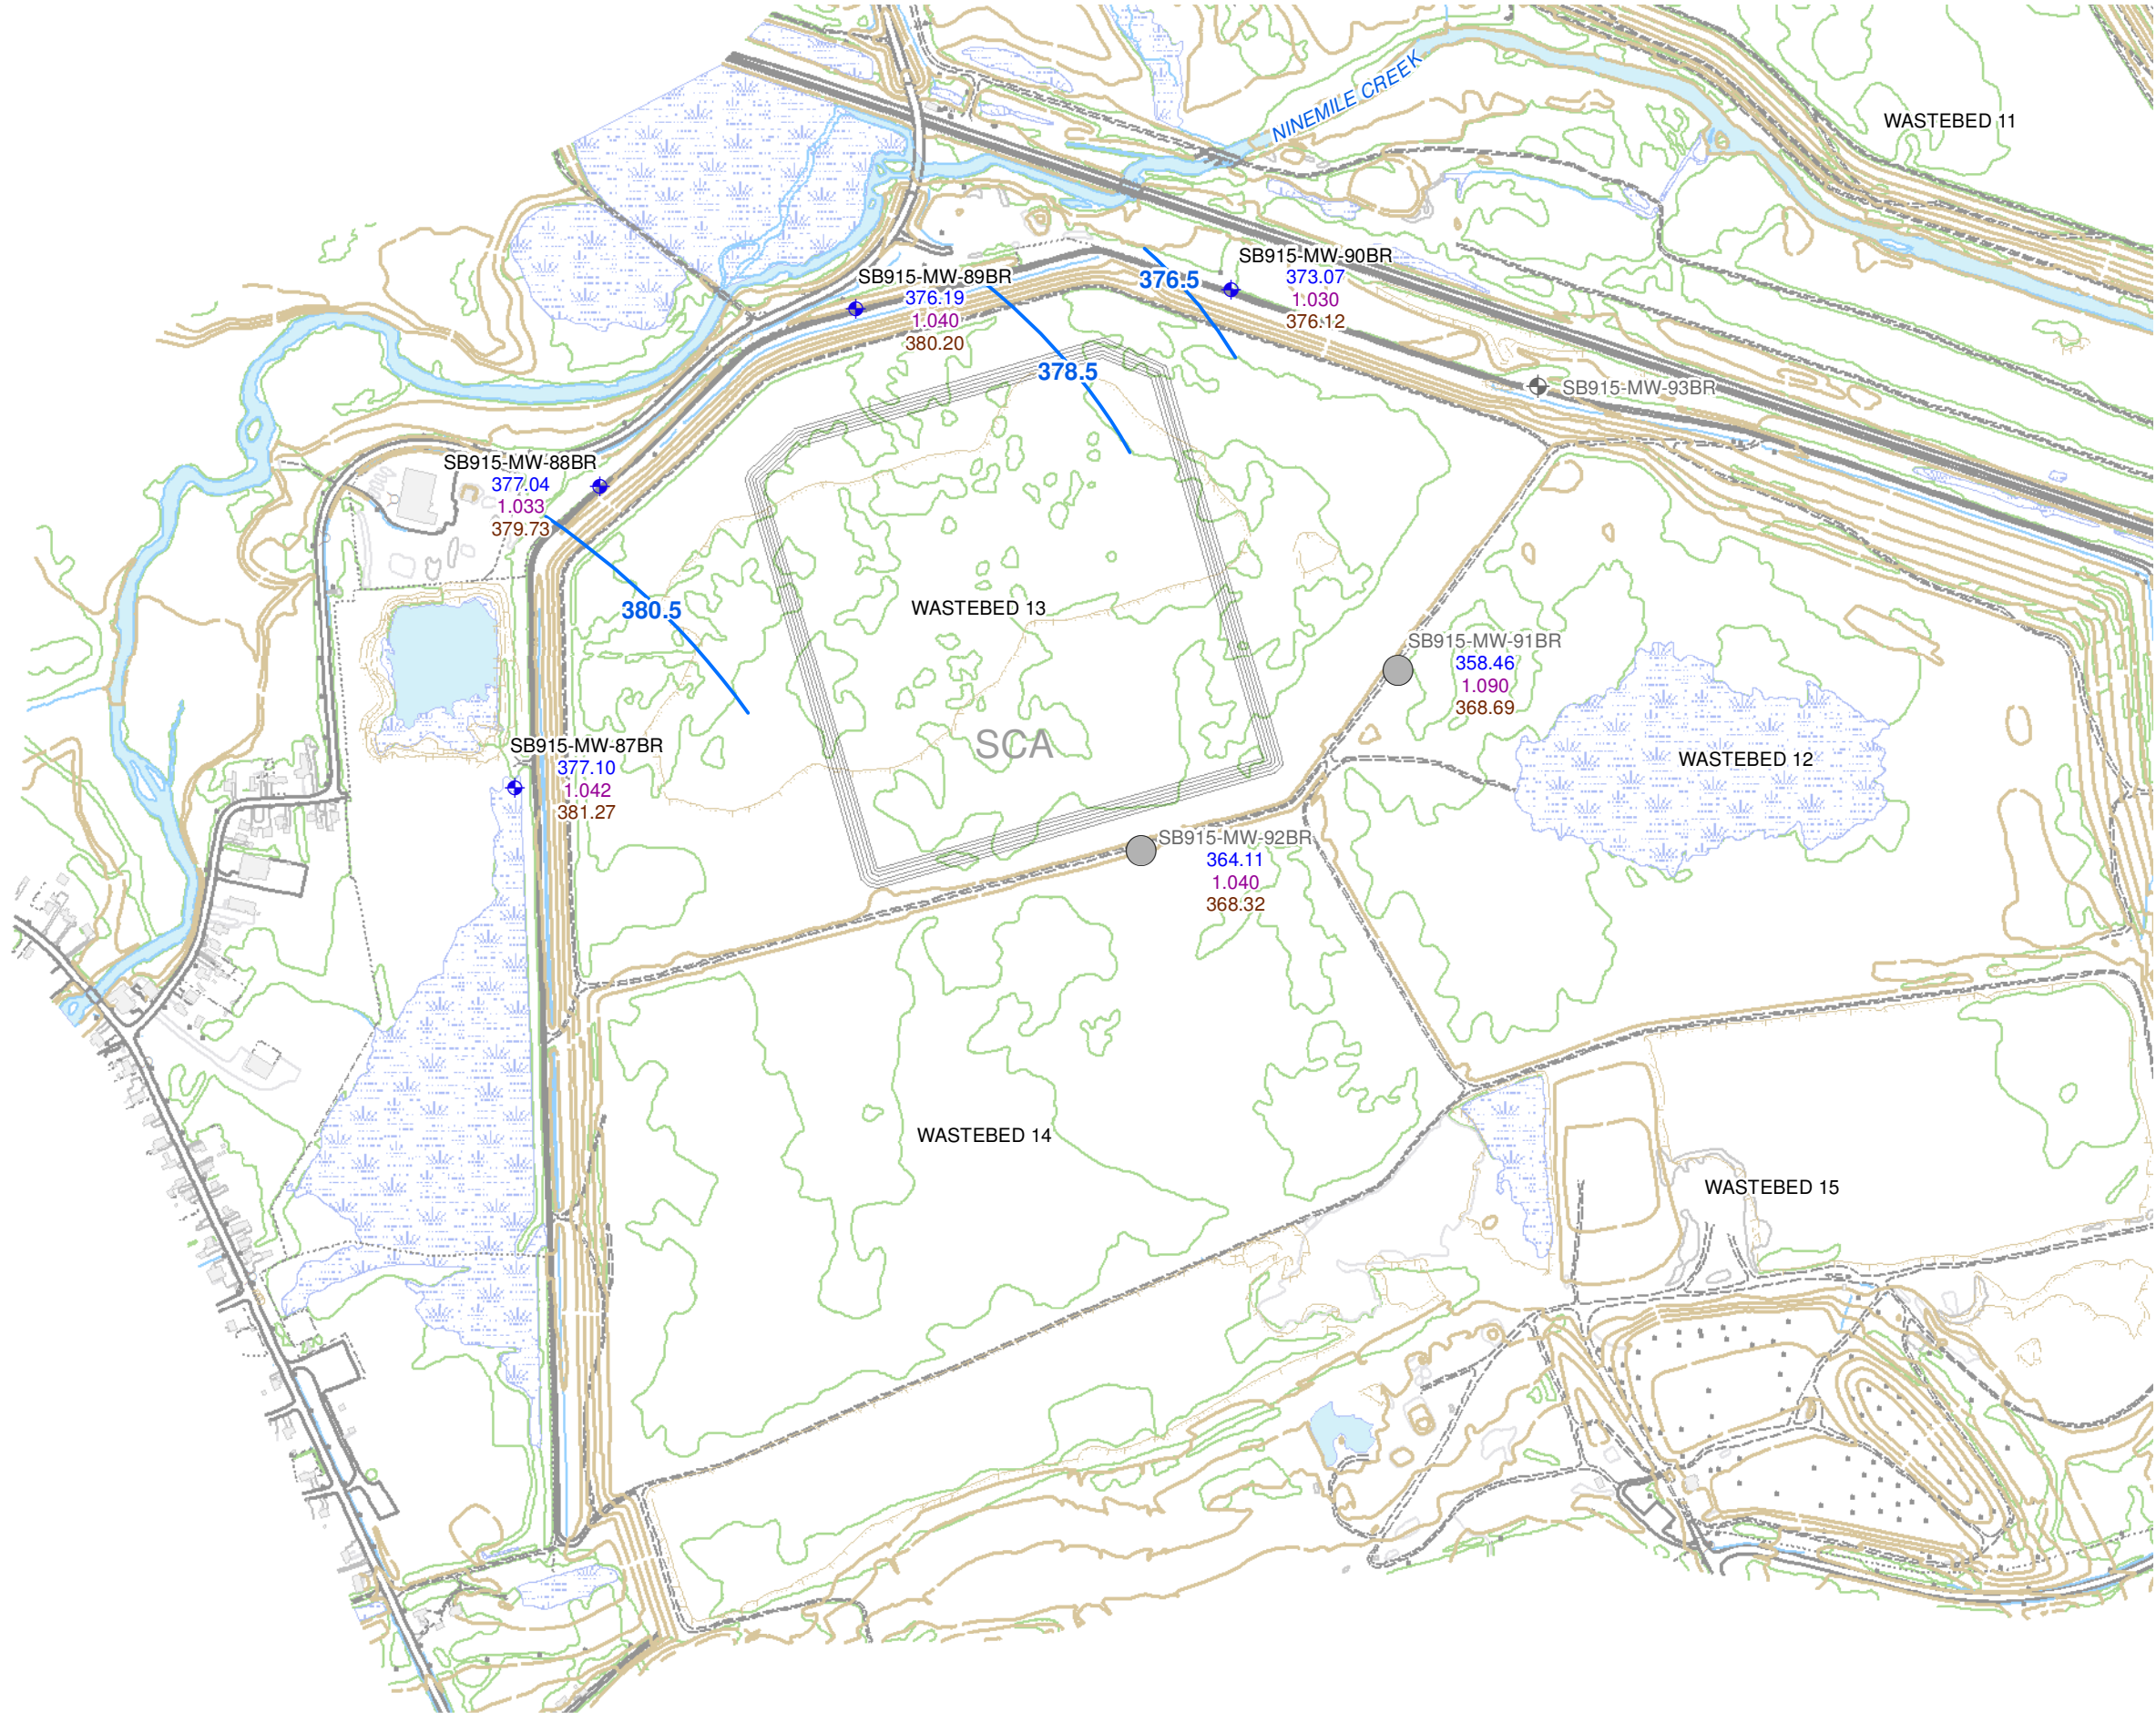 NINEMILE CREEK
WASTEBED 11
SB915-MW-90BR
373.07
1.030
376.12
376.5
SB915-MW-89BR
376.19
1.040
380.20
378.5
SB915-MW-93BR
SB915-MW-88BR
377.04
1.033
379.73
380.5
WASTEBED 13
SB915-MW-91BR
358.46
1.090
368.69
SCA
SB915-MW-87BR
377.10
1.042
381.27
WASTEBED 12
SB915-MW-92BR
364.11
1.040
368.32
WASTEBED 14
WASTEBED 15